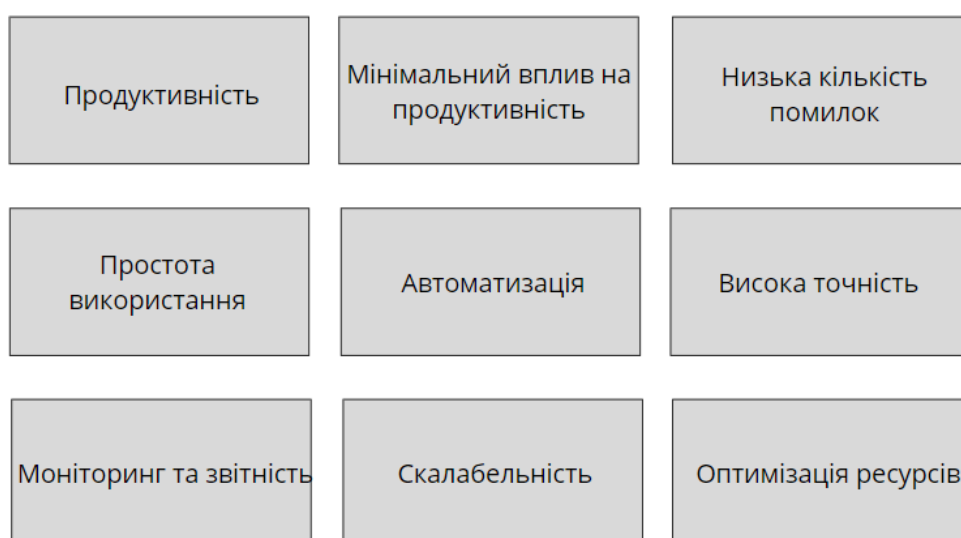 Продуктивність
Мінімальний вплив на
продуктивність
Низька кількість
помилок
Простота
використання
Автоматизація
Висока точність
Моніторинг та звітність
Скалабельність
Оптимізація ресурсів